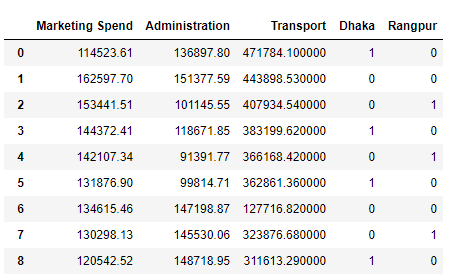 Marketing Spend Administration Transport Dhaka Rangpur
0 114523.61 136897.80 471784.100000 1 0
1 162597.70 151377.59 443898.530000 0 0
2 153441.51 101145.55 407934.540000 0 1
3 144372.41 118671.85 383199.620000 1 0
4 142107.34 91391.77 366168.420000 0 1
5 131876.90 99814.71 362861.360000 1 0
6 134615.46 147198.87 127716.820000 0 0
7 130298.13 145530.06 323876.680000 0 1
8 120542.52 148718.95 311613.290000 1 0